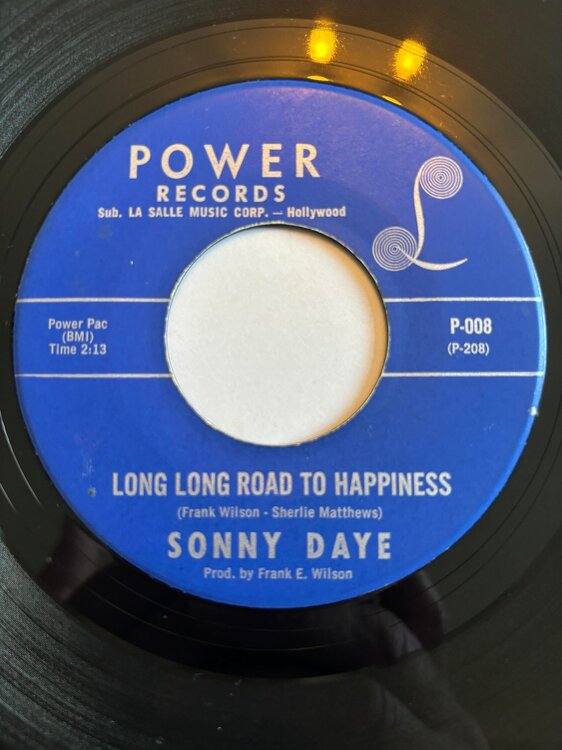 POWER
RECORDS
Sub. LA SALLE MUSIC CORP. – Hollywood
Power Pac
(BMI)
Time 2:13
P-008
(P-208)
LONG LONG ROAD TO HAPPINESS
(Frank Wilson - Sherlie Matthews)
SONNY DAYE
Prod. by Frank E. Wilson